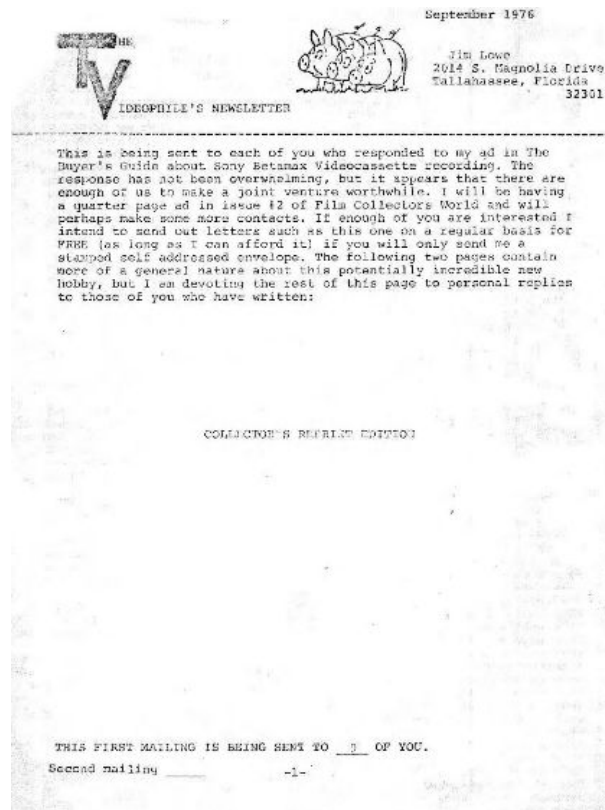 September 1976
THE
Jim Lowe
2014 S. Magnolia Drive
Tallahassee, Florida
32301
VIDEOPHILE'S NEWSLETTER
This is being sent to each of you who responded to my ad in The
Buyer's Guide about Sony Betamax Videocassette recording. The
response has not been overwhelming, but it appears that there are
enough of us to make a joint venture worthwhile. I will be having
a quarter page ad in issue #2 of Film Collectors World and will
perhaps make some more contacts. If enough of you are interested I
intend to send out letters such as this one on a regular basis for
FREE (as long as I can afford it) if you will only send me a
stamped self addressed envelope. The following two pages contain
more of a general nature about this potentially incredible new
hobby, but I am devoting the rest of this page to personal replies
to those of you who have written:
COLLECTOR'S REPRINT EDITION
THIS FIRST MAILING IS BEING SENT TO OF YOU.
Second mailing
-1-